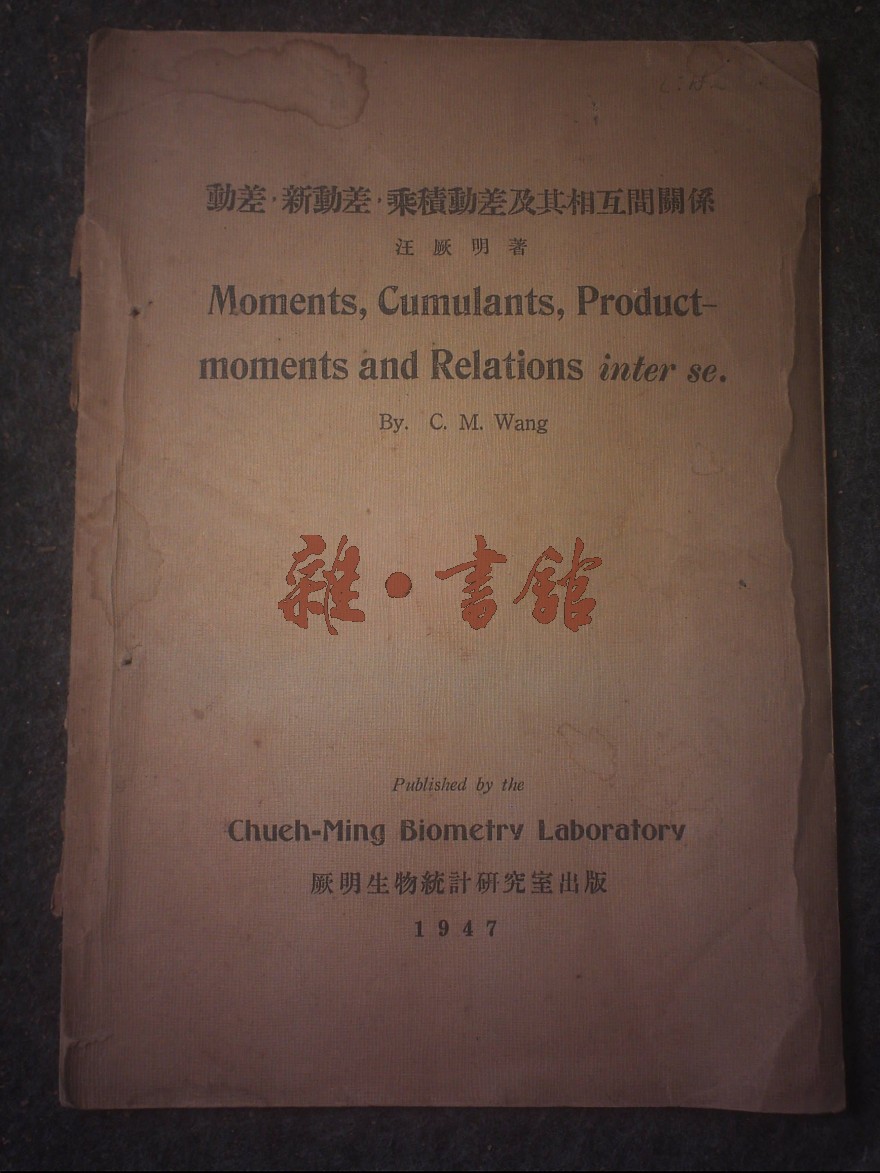 動差·新動差·乘積動差及其相互間關係
汪厥明著
Moments, Cumulants, Product-
moments and Relations inter se.
By. C. M. Wang
雜·書館
Published by the
Chueh-Ming Biometry Laboratory
厥明生物統計研究室出版
1947